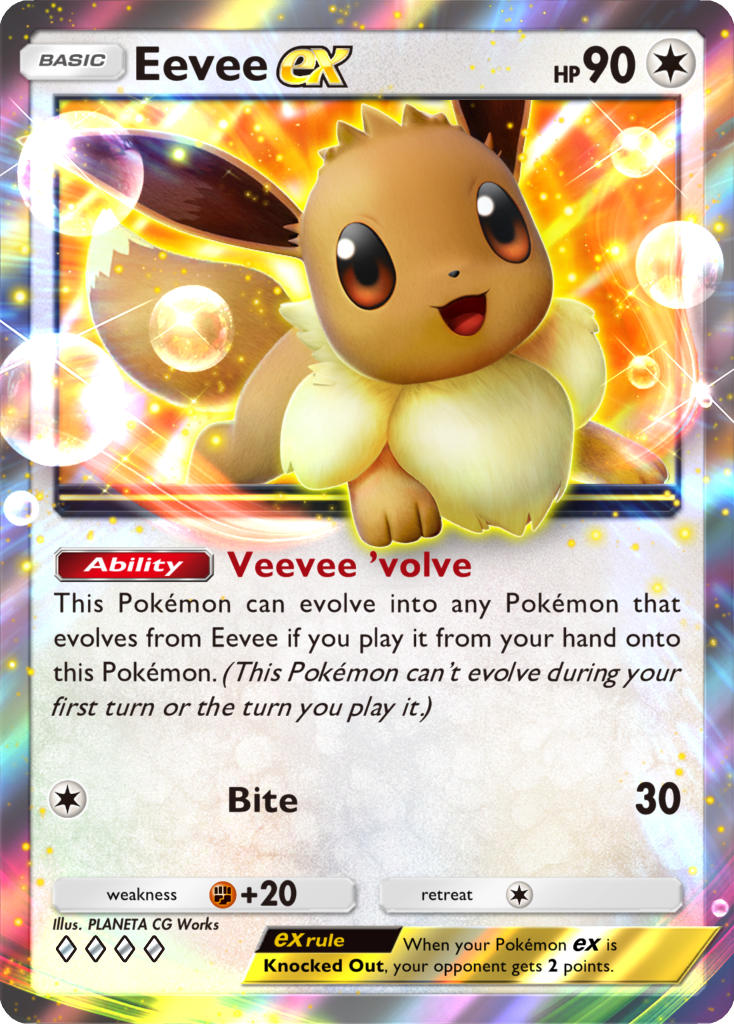 BASIC Eevee ex HP 90
Ability Veevee ’volve
This Pokémon can evolve into any Pokémon that
evolves from Eevee if you play it from your hand onto
this Pokémon. (This Pokémon can’t evolve during your
first turn or the turn you play it.)
Bite 30
weakness +20 retreat
Illus. PLANETA CG Works
ex rule When your Pokémon ex is
Knocked Out, your opponent gets 2 points.